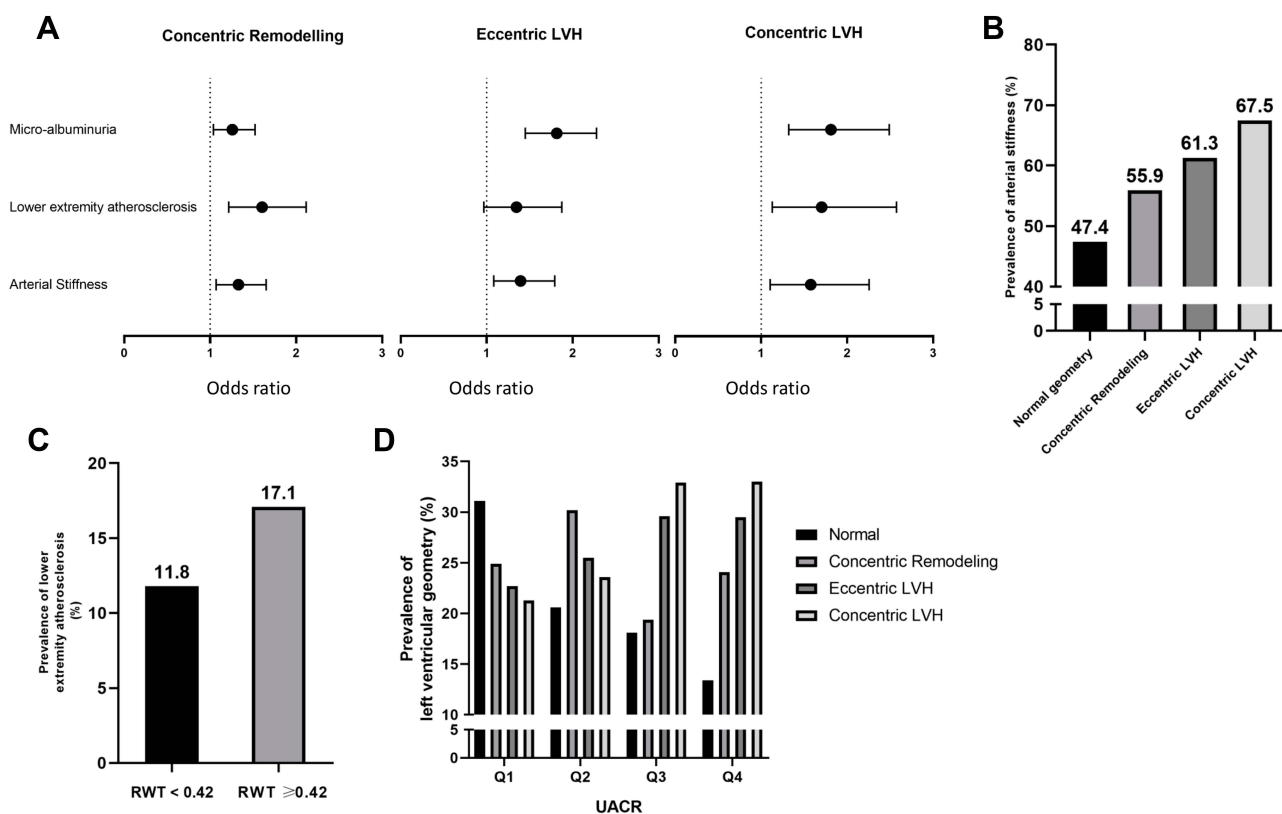 A
Concentric Remodelling
Eccentric LVH
Concentric LVH
Micro-albuminuria
Lower extremity atherosclerosis
Arterial Stiffness
0 1 2 3
0 1 2 3
0 1 2 3
Odds ratio
Odds ratio
Odds ratio
B
Prevalence of arterial stiffness (%)
80
70
60
50
40
5
0
47.4
55.9
61.3
67.5
Normal geometry
Concentric Remodeling
Eccentric LVH
Concentric LVH
C
Prevalence of lower
extremity atherosclerosis
(%)
20
15
10
5
0
11.8
17.1
RWT < 0.42
RWT ⩾0.42
D
Prevalence of
left ventricular geometry (%)
35
30
25
20
15
10
5
0
Q1
Q2
Q3
Q4
UACR
Normal
Concentric Remodeling
Eccentric LVH
Concentric LVH